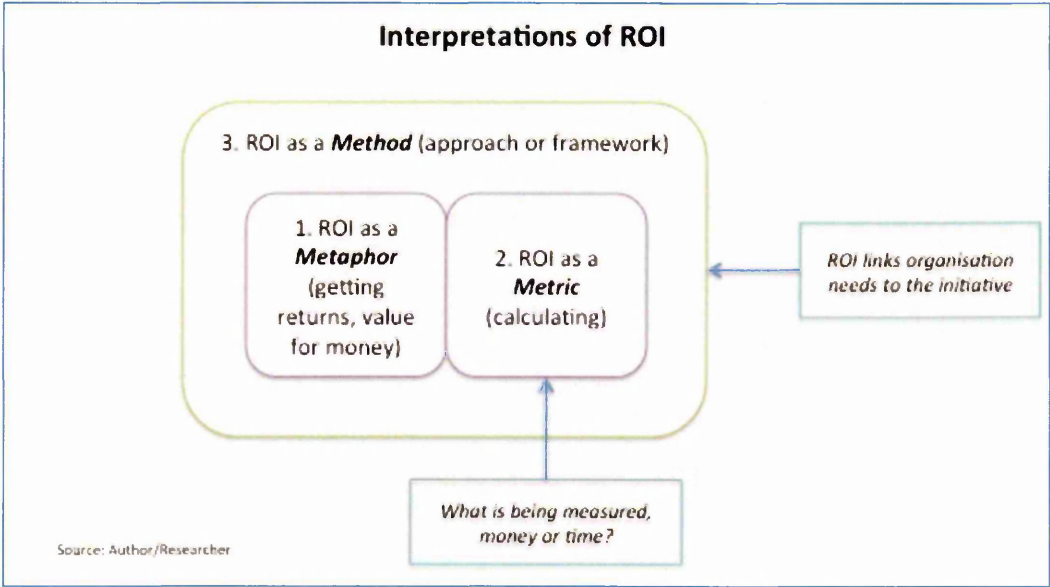 Interpretations of ROI
3. ROI as a Method (approach or framework)
1. ROI as a
Metaphor
(getting
returns, value
for money)
2. ROI as a
Metric
(calculating)
ROI links organisation
needs to the initiative
What is being measured,
money or time?
Source: Author/Researcher